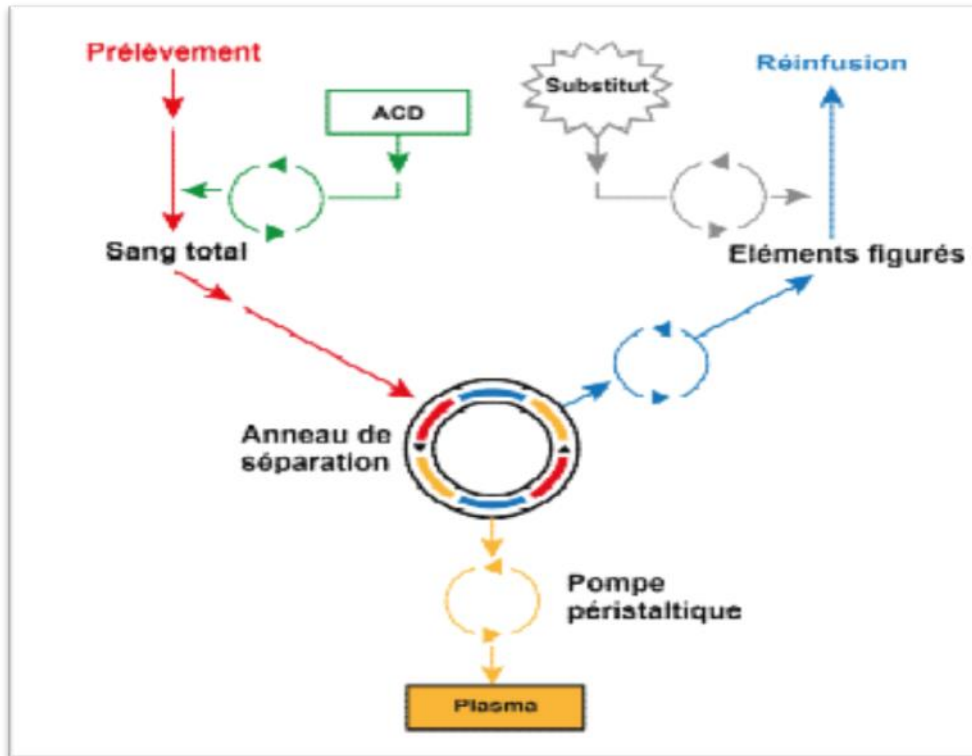 Prélèvement
ACD
Substitut
Réinfusion
Sang total
Eléments figurés
Anneau de
séparation
Pompe
péristaltique
Plasma